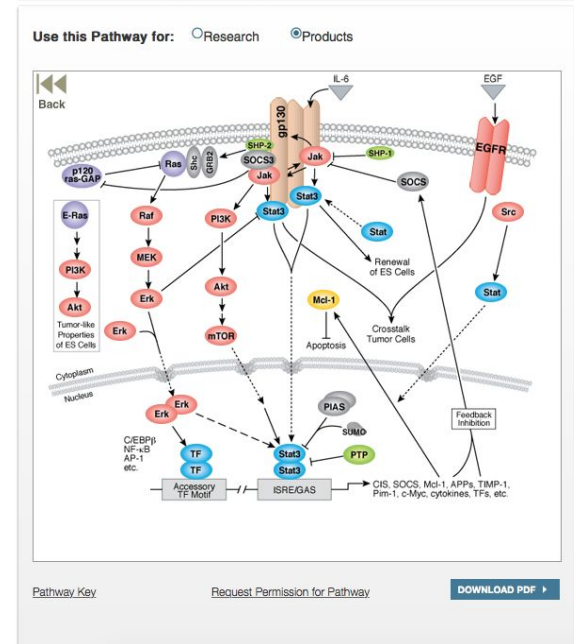 Use this Pathway for: Research Products
Back
IL-6
EGF
gp130
EGFR
SHP-2
SOCS3
Jak
Jak
SHP-1
Shc
GRB2
Ras
p120
ras-GAP
SOCS
Stat3
Stat3
E-Ras
Raf
PI3K
Src
Stat
PI3K
MEK
Renewal
of ES Cells
Akt
Akt
Erk
Mcl-1
Stat
Tumor-like
Properties
of ES Cells
Erk
mTOR
Apoptosis
Crosstalk
Tumor Cells
Cytoplasm
Nucleus
Erk
Erk
PIAS
SUMO
Feedback
Inhibition
C/EBPβ
NF-κB
AP-1
etc.
TF
TF
Stat3
Stat3
PTP
Accessory
TF Motif
ISRE/GAS
CIS, SOCS, Mcl-1, APPs, TIMP-1,
Pim-1, c-Myc, cytokines, TFs, etc.
Pathway Key
Request Permission for Pathway
DOWNLOAD PDF